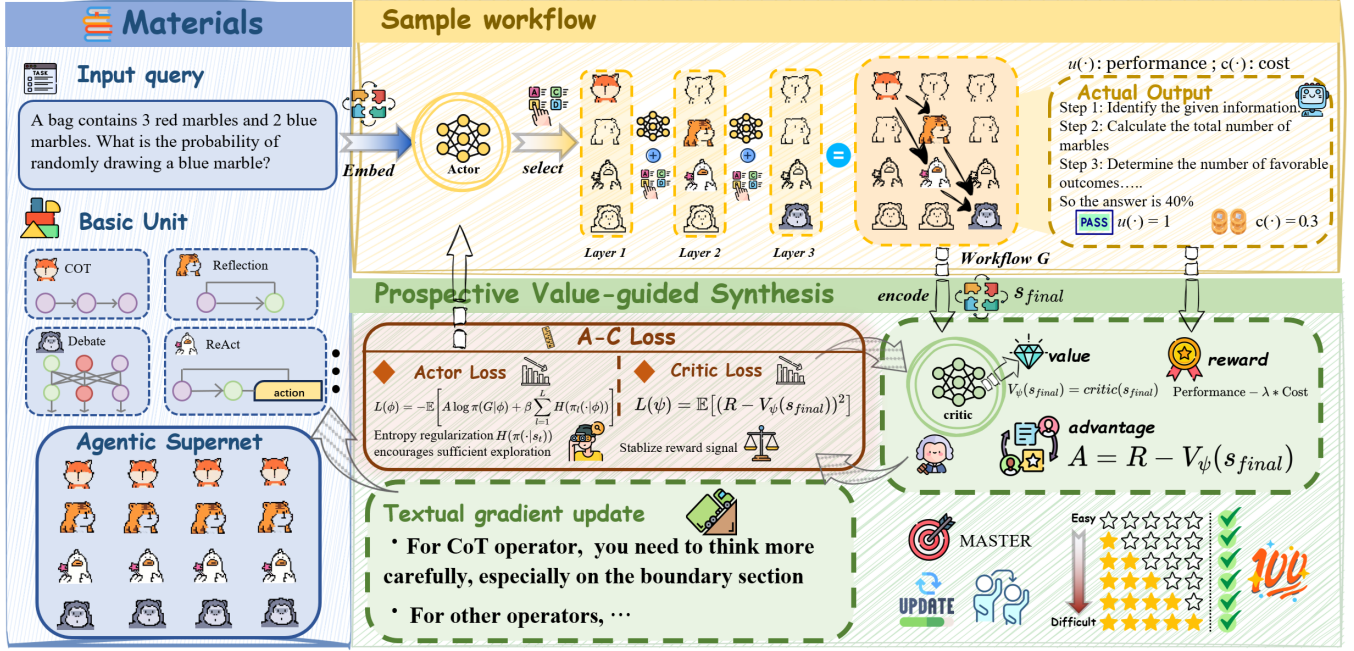 Materials
Input query
TASK
A bag contains 3 red marbles and 2 blue
marbles. What is the probability of
randomly drawing a blue marble?
Basic Unit
COT
Reflection
Debate
ReAct
action
Agentic Supernet
Sample workflow
Embed
Actor
A C
B D
select
Layer 1
Layer 2
Layer 3
=
Workflow G
u(·): performance ; c(·): cost
Actual Output
Step 1: Identify the given information.
Step 2: Calculate the total number of
marbles
Step 3: Determine the number of favorable
outcomes…..
So the answer is 40%
PASS u(·) = 1 c(·) = 0.3
Prospective Value-guided Synthesis
encode s_final
A-C Loss
Actor Loss
L(ϕ) = −𝔼[A log π(G|ϕ) + β ∑_{l=1}^{L} H(π_l(·|ϕ))]
Entropy regularization H(π(·|s_t))
encourages sufficient exploration
Critic Loss
L(ψ) = 𝔼[(R − V_ψ(s_final))²]
Stablize reward signal
critic
value
V_ψ(s_final) = critic(s_final)
reward
Performance − λ * Cost
advantage
A = R − V_ψ(s_final)
Textual gradient update
· For CoT operator, you need to think more
carefully, especially on the boundary section
· For other operators, ···
MASTER
UPDATE
Easy
Difficult
100